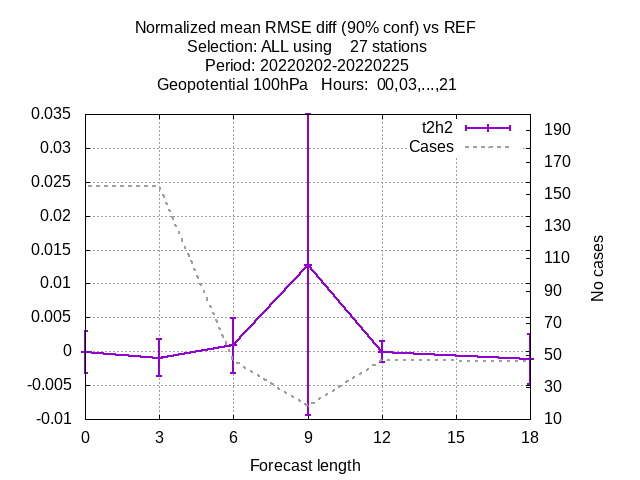 Normalized mean RMSE diff (90% conf) vs REF
Selection: ALL using 27 stations
Period: 20220202-20220225
Geopotential 100hPa Hours: 00,03,...,21
t2h2
Cases
0.035
0.03
0.025
0.02
0.015
0.01
0.005
0
-0.005
-0.01
190
170
150
130
110
90
70
50
30
10
No cases
0 3 6 9 12 15 18
Forecast length